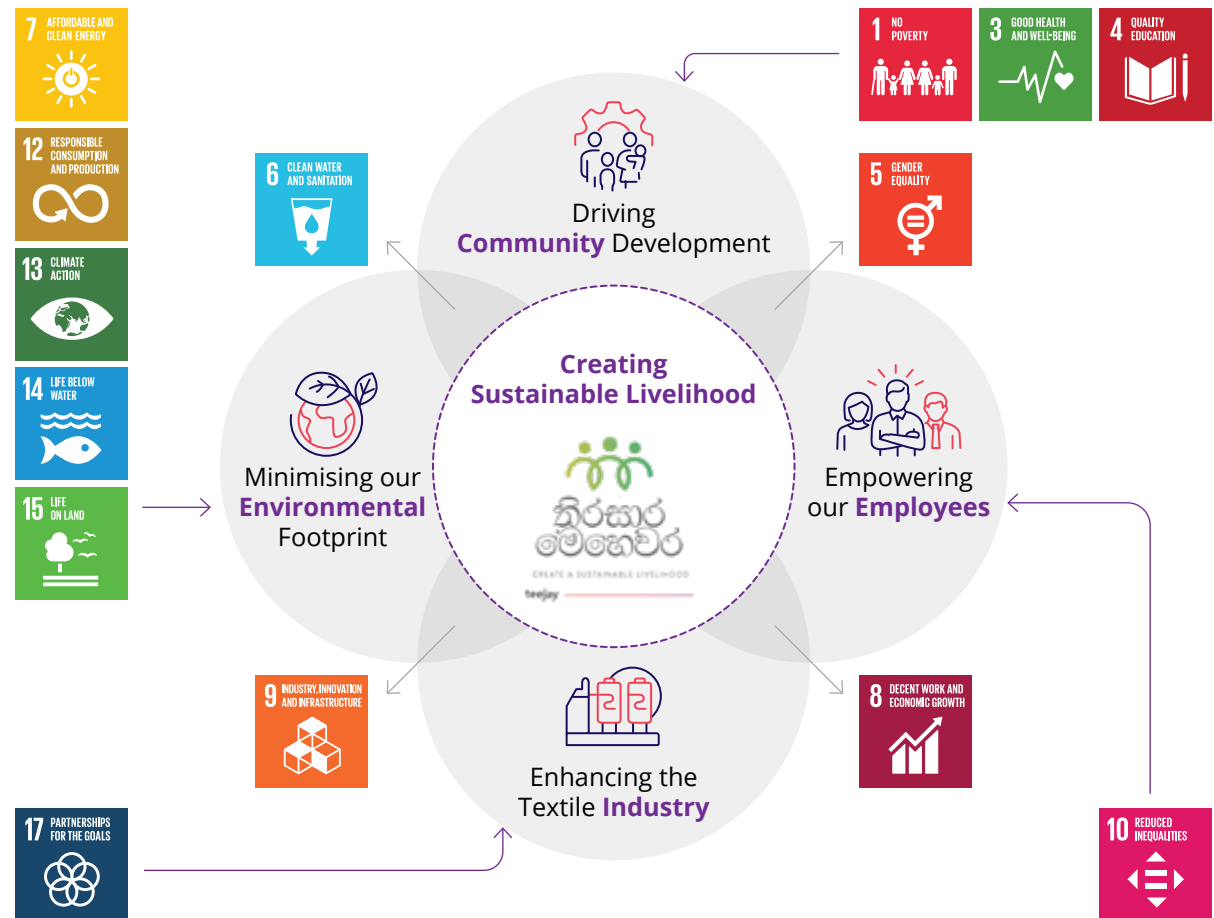 7 AFFORDABLE AND
CLEAN ENERGY
1 NO
POVERTY
3 GOOD HEALTH
AND WELL-BEING
4 QUALITY
EDUCATION
12 RESPONSIBLE
CONSUMPTION
AND PRODUCTION
6 CLEAN WATER
AND SANITATION
5 GENDER
EQUALITY
Driving
Community Development
13 CLIMATE
ACTION
14 LIFE BELOW
WATER
15 LIFE
ON LAND
Creating
Sustainable Livelihood
තිරසාර
මෙහෙවර
CREATE A SUSTAINABLE LIVELIHOOD
teejay
Minimising our
Environmental
Footprint
Empowering
our Employees
9 INDUSTRY, INNOVATION
AND INFRASTRUCTURE
8 DECENT WORK AND
ECONOMIC GROWTH
Enhancing the
Textile Industry
17 PARTNERSHIPS
FOR THE GOALS
10 REDUCED
INEQUALITIES